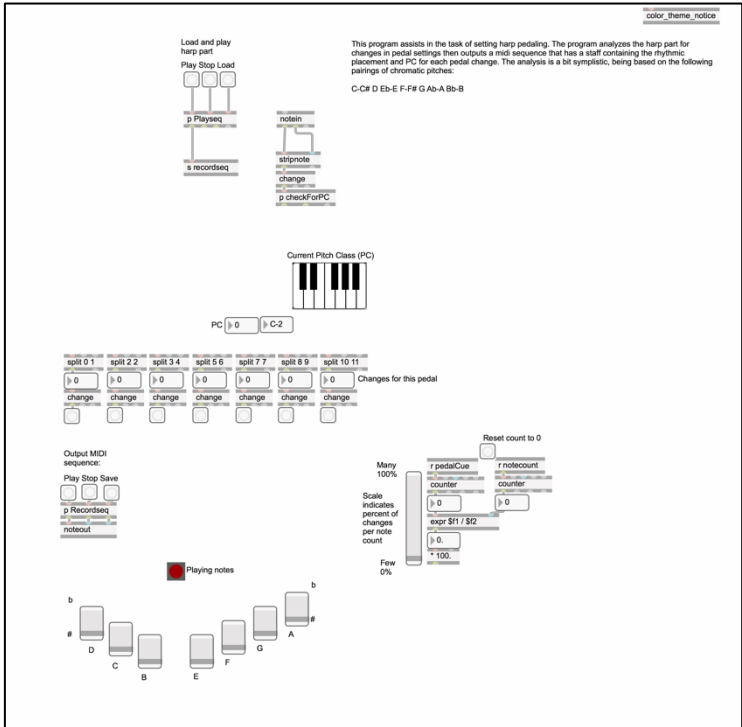 color_theme_notice
Load and play
harp part
Play Stop Load
This program assists in the task of setting harp pedaling. The program analyzes the harp part for
changes in pedal settings then outputs a midi sequence that has a staff containing the rhythmic
placement and PC for each pedal change. The analysis is a bit symplistic, being based on the following
pairings of chromatic pitches:
C-C# D Eb-E F-F# G Ab-A Bb-B
p Playseq
notein
s recordseq
stripnote
change
p checkForPC
Current Pitch Class (PC)
PC 0 C-2
split 0 1 split 2 2 split 3 4 split 5 6 split 7 7 split 8 9 split 10 11
0 0 0 0 0 0 0 Changes for this pedal
change change change change change change change
Output MIDI
sequence:
Play Stop Save
p Recordseq
noteout
Reset count to 0
Many
100%
r pedalCue r notecount
counter counter
Scale
indicates
percent of
changes
per note
count
0 0
expr $f1 / $f2
0.
* 100.
Few
0%
Playing notes
b b
# #
D C B E F G A